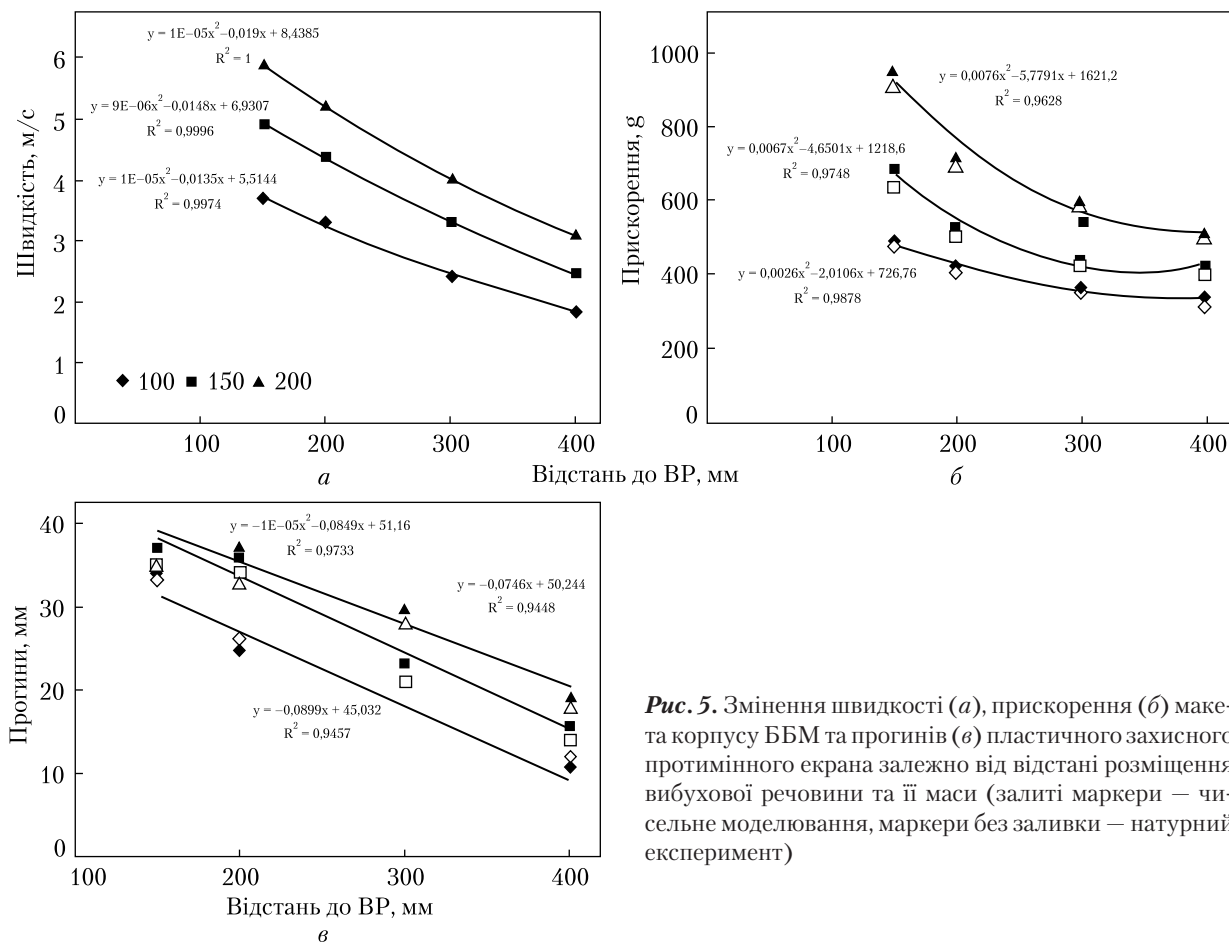 y = 1E−05x²−0,019x + 8,4385
R² = 1
y = 9E−06x²−0,0148x + 6,9307
R² = 0,9996
y = 1E−05x²−0,0135x + 5,5144
R² = 0,9974
Швидкість, м/с
6
5
4
3
2
1
0
100 150 200
100 200 300 400
а
y = 0,0076x²−5,7791x + 1621,2
R² = 0,9628
y = 0,0067x²−4,6501x + 1218,6
R² = 0,9748
y = 0,0026x²−2,0106x + 726,76
R² = 0,9878
Прискорення, g
1000
800
600
400
200
0
100 200 300 400
б
Відстань до ВР, мм
y = −1E−05x²−0,0849x + 51,16
R² = 0,9733
y = −0,0746x + 50,244
R² = 0,9448
y = −0,0899x + 45,032
R² = 0,9457
Прогини, мм
40
30
20
10
0
100 200 300 400
Відстань до ВР, мм
в
Рис. 5. Змінення швидкості (а), прискорення (б) маке-
та корпусу ББМ та прогинів (в) пластичного захисного
протимінного екрана залежно від відстані розміщення
вибухової речовини та її маси (залиті маркери — чи-
сельне моделювання, маркери без заливки — натурний
експеримент)